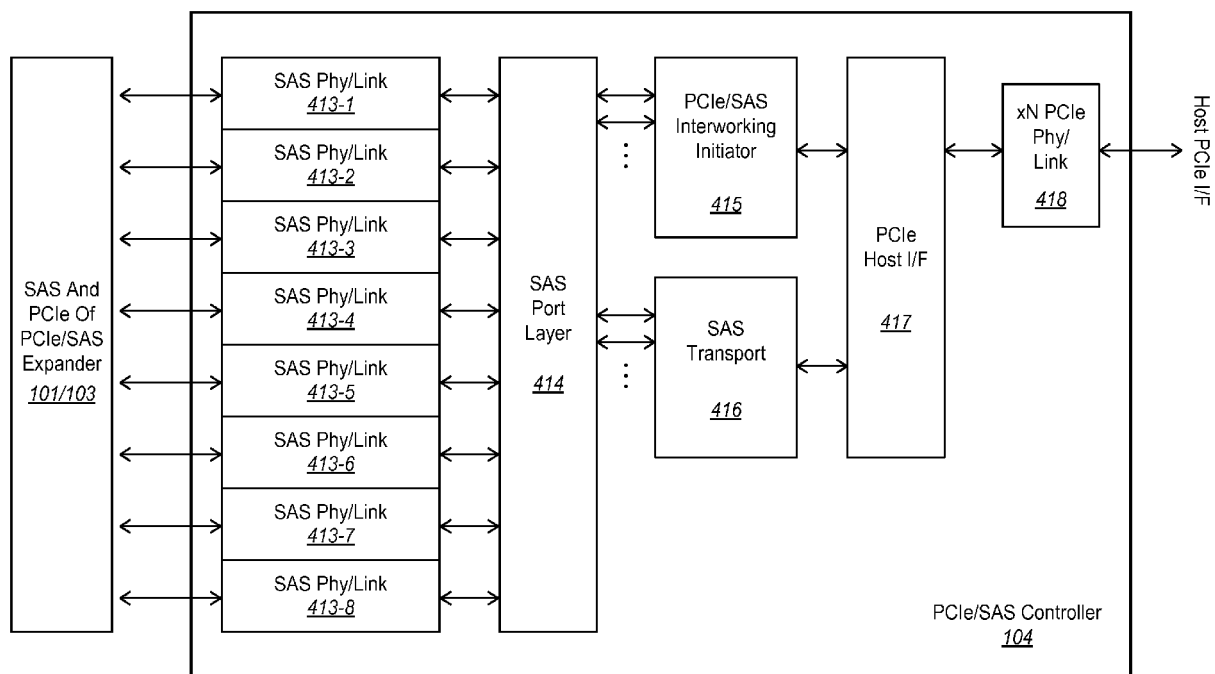 SAS And
PCIe Of
PCIe/SAS
Expander
101/103
SAS Phy/Link
413-1
SAS Phy/Link
413-2
SAS Phy/Link
413-3
SAS Phy/Link
413-4
SAS Phy/Link
413-5
SAS Phy/Link
413-6
SAS Phy/Link
413-7
SAS Phy/Link
413-8
SAS
Port
Layer
414
PCIe/SAS
Interworking
Initiator
415
SAS
Transport
416
PCIe
Host I/F
417
xN PCIe
Phy/
Link
418
Host PCIe I/F
PCIe/SAS Controller
104